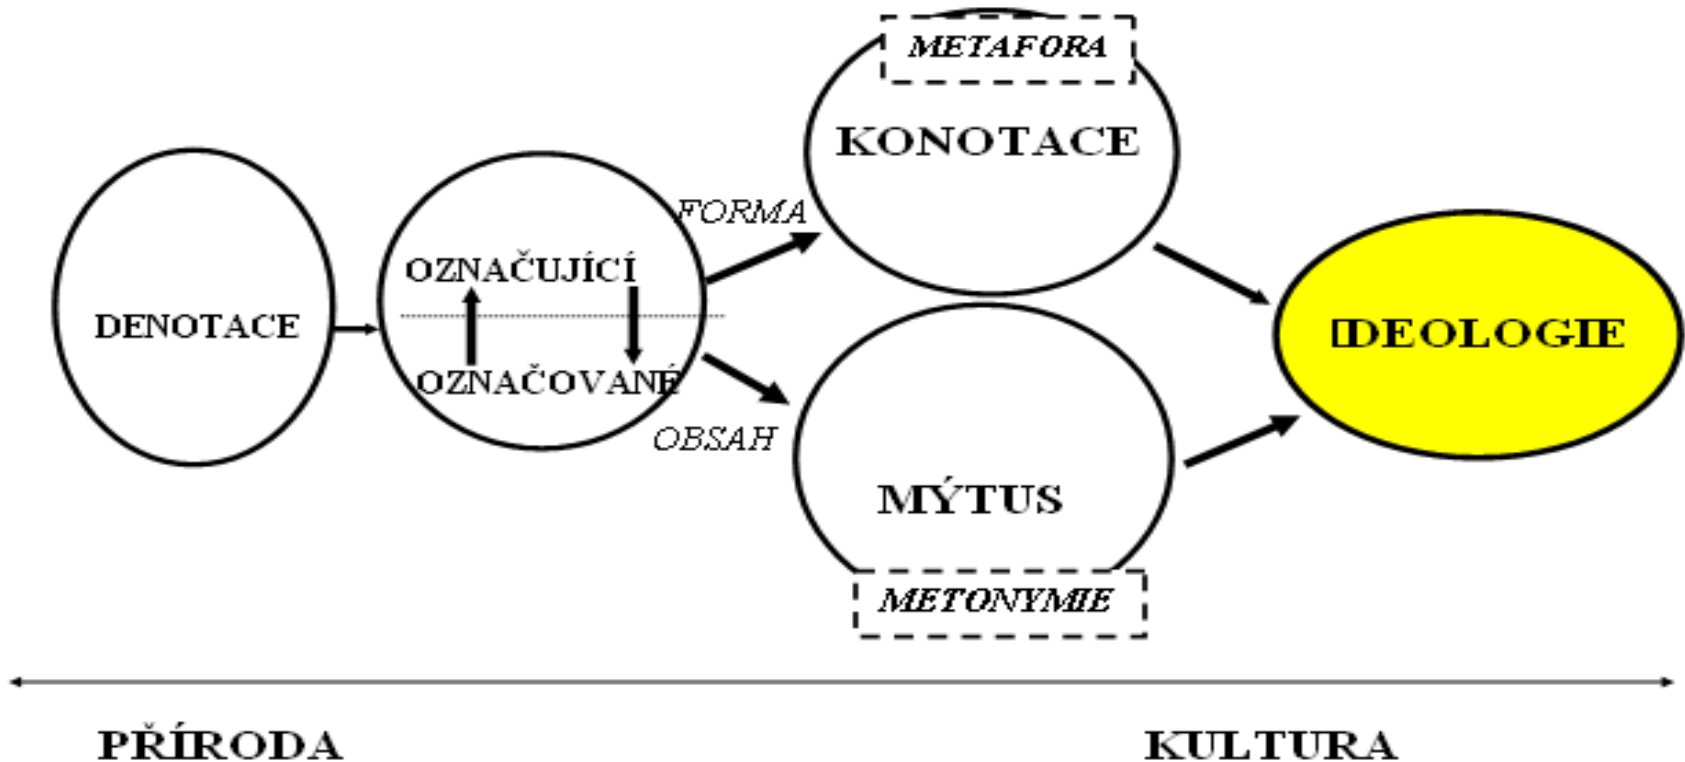 METAFORA
KONOTACE
FORMA
OZNAČUJÍCÍ
DENOTACE
IDEOLOGIE
OZNAČOVANÉ
OBSAH
MÝTUS
METONYMIE
PŘÍRODA
KULTURA